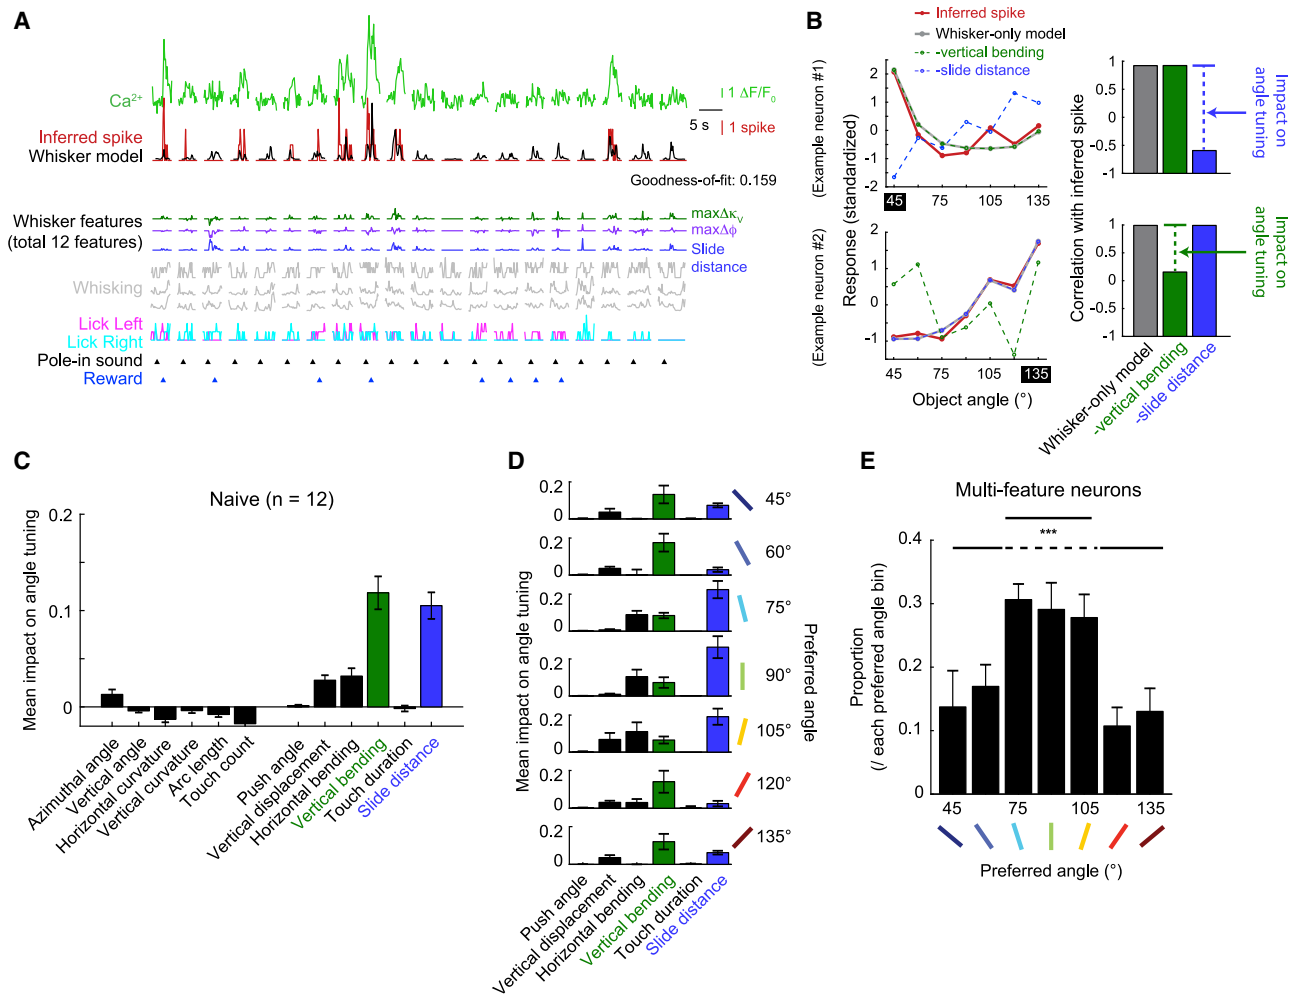 A
Ca2+
1 ΔF/F0
5 s
1 spike
Inferred spike
Whisker model
Goodness-of-fit: 0.159
Whisker features
(total 12 features)
maxΔκV
maxΔϕ
Slide
distance
Whisking
Lick Left
Lick Right
Pole-in sound
Reward
B
Inferred spike
Whisker-only model
-vertical bending
-slide distance
(Example neuron #1)
(Example neuron #2)
Response (standardized)
2
1
0
-1
-2
45
75
105
135
2
1
0
-1
45
75
105
135
Object angle (°)
Correlation with inferred spike
1
0.5
0
-0.5
-1
Impact on
angle tuning
1
0.5
0
-0.5
-1
Impact on
angle tuning
Whisker-only model
-vertical bending
-slide distance
C
Naive (n = 12)
Mean impact on angle tuning
0.2
0.1
0
Azimuthal angle
Vertical angle
Horizontal curvature
Vertical curvature
Arc length
Touch count
Push angle
Vertical displacement
Horizontal bending
Vertical bending
Touch duration
Slide distance
D
Mean impact on angle tuning
0.2
0
45°
0.2
0
60°
0.2
0
75°
0.2
0
90°
0.2
0
105°
0.2
0
120°
0.2
0
135°
Preferred angle
Push angle
Vertical displacement
Horizontal bending
Vertical bending
Touch duration
Slide distance
E
Multi-feature neurons
***
Proportion
(/ each preferred angle bin)
0.4
0.3
0.2
0.1
0
45
75
105
135
Preferred angle (°)